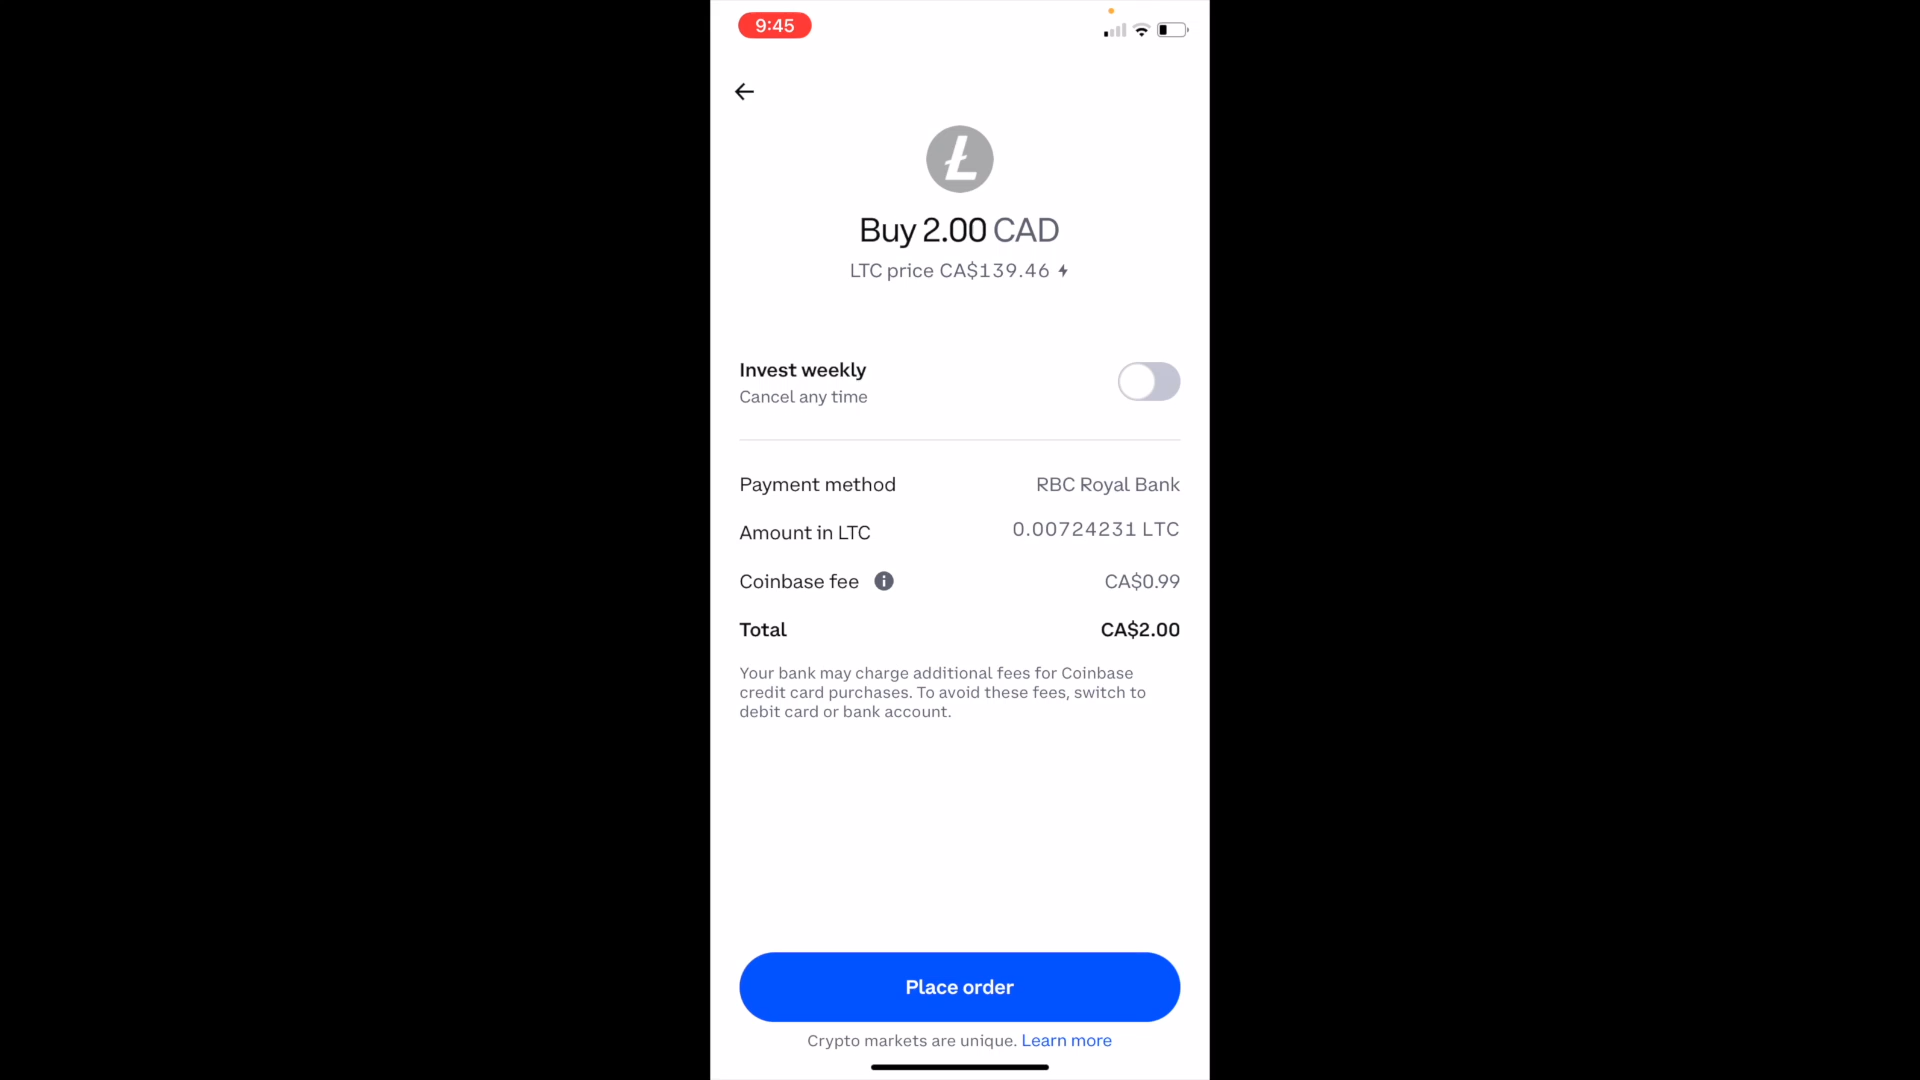 9:45
Buy 2.00 CAD
LTC price CA$139.46
Invest weekly
Cancel any time
Payment method RBC Royal Bank
Amount in LTC 0.00724231 LTC
Coinbase fee CA$0.99
Total CA$2.00
Your bank may charge additional fees for Coinbase
credit card purchases. To avoid these fees, switch to
debit card or bank account.
Place order
Crypto markets are unique. Learn more